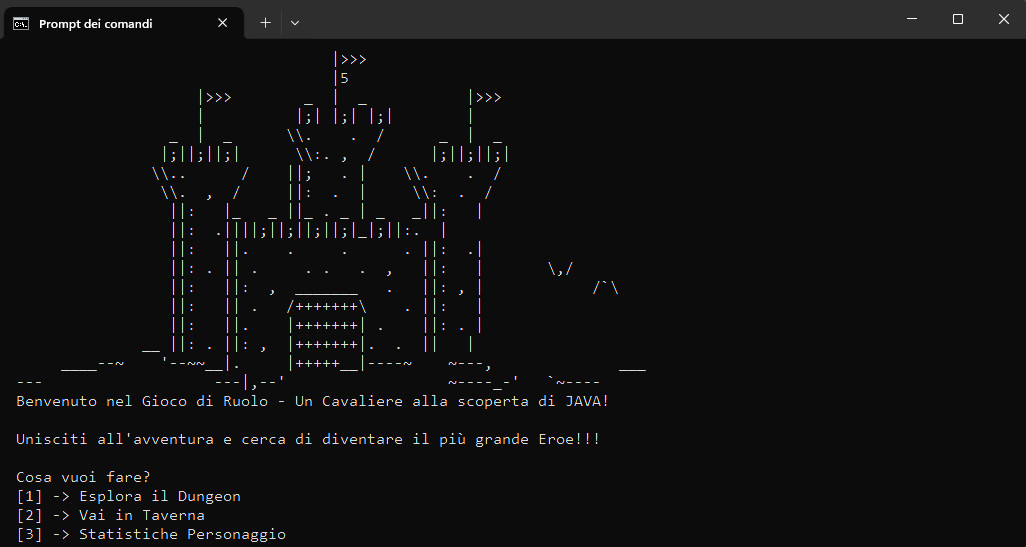 Prompt dei comandi
Benvenuto nel Gioco di Ruolo - Un Cavaliere alla scoperta di JAVA!
Unisciti all'avventura e cerca di diventare il più grande Eroe!!!
Cosa vuoi fare?
[1] -> Esplora il Dungeon
[2] -> Vai in Taverna
[3] -> Statistiche Personaggio